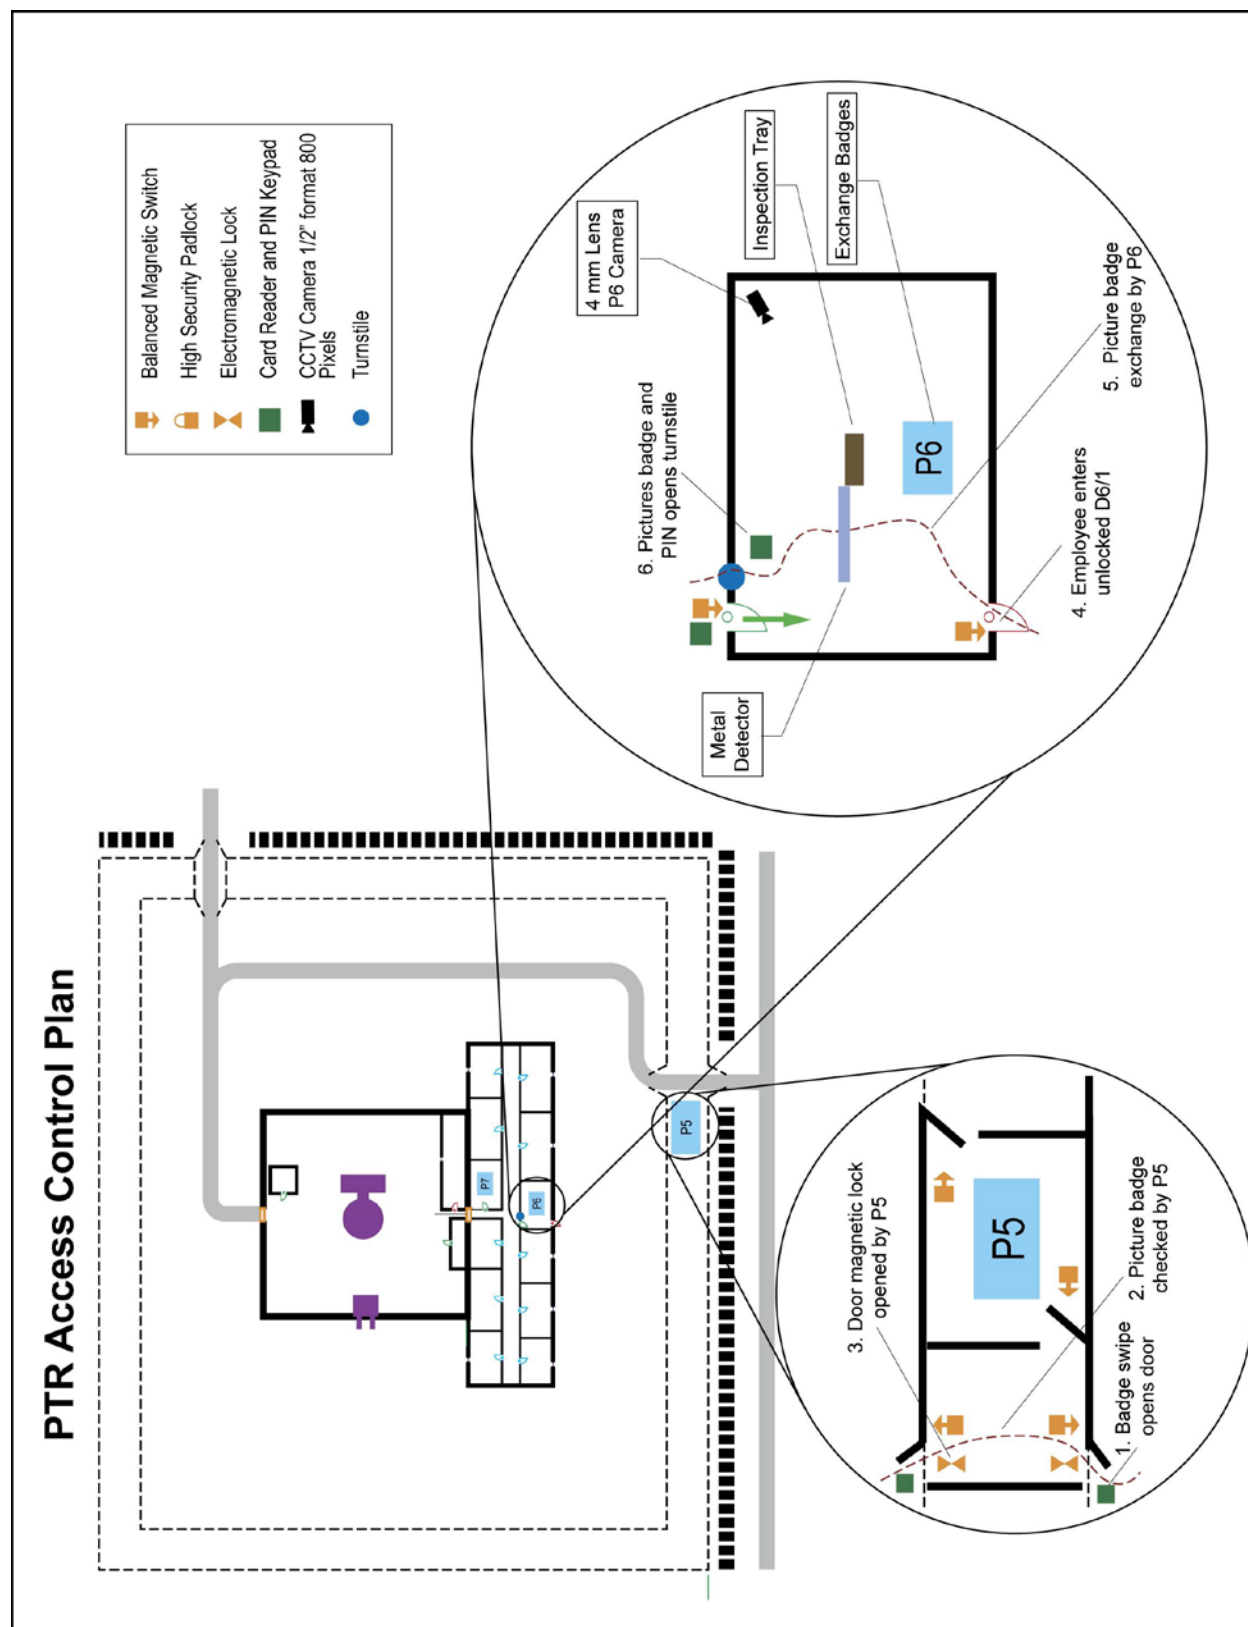 PTR Access Control Plan
Balanced Magnetic Switch
High Security Padlock
Electromagnetic Lock
Card Reader and PIN Keypad
CCTV Camera 1/2" format 800
Pixels
Turnstile
4 mm Lens
P6 Camera
Inspection Tray
Exchange Badges
6. Pictures badge and
PIN opens turnstile
P6
Metal
Detector
5. Picture badge
exchange by P6
4. Employee enters
unlocked D6/1
P7
P6
P5
3. Door magnetic lock
opened by P5
P5
2. Picture badge
checked by P5
1. Badge swipe
opens door